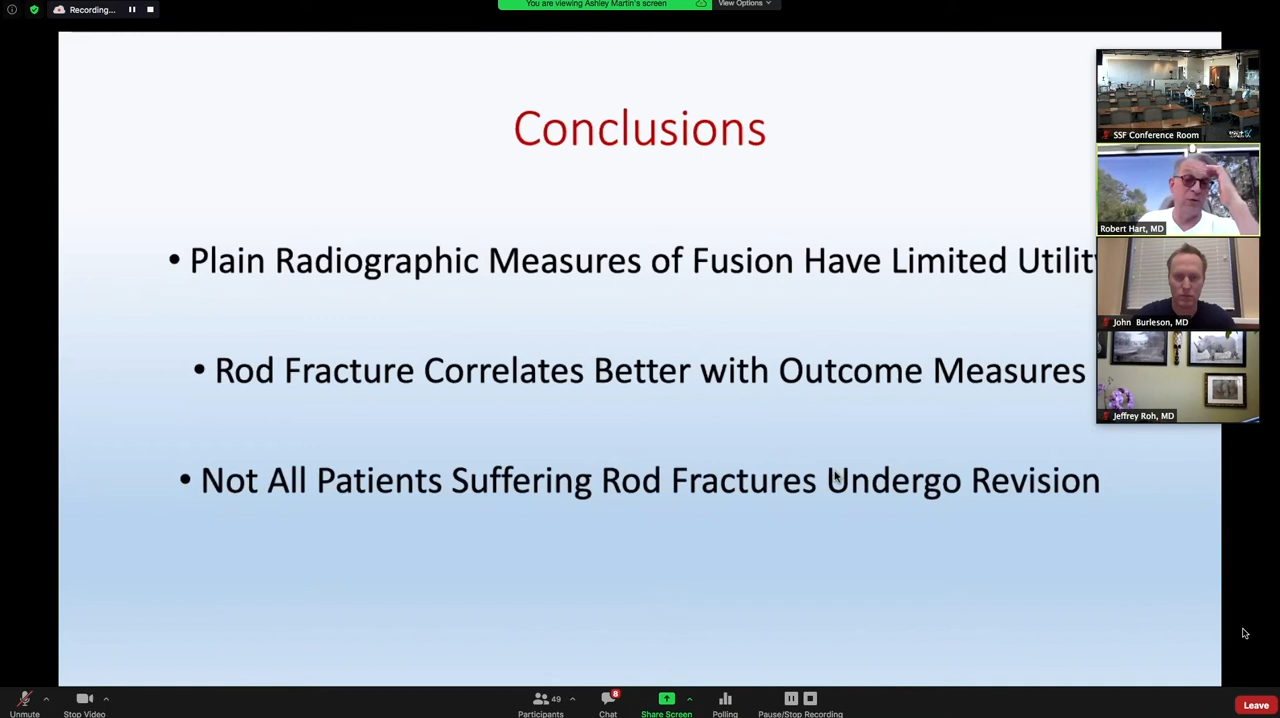 Recording...
You are viewing Ashley Martin's screen
View Options
Conclusions
• Plain Radiographic Measures of Fusion Have Limited Utility
• Rod Fracture Correlates Better with Outcome Measures
• Not All Patients Suffering Rod Fractures Undergo Revision
SSF Conference Room
Robert Hart, MD
John Burleson, MD
Jeffrey Roh, MD
Unmute
Stop Video
49
Participants
8
Chat
Share Screen
Polling
Pause/Stop Recording
Leave